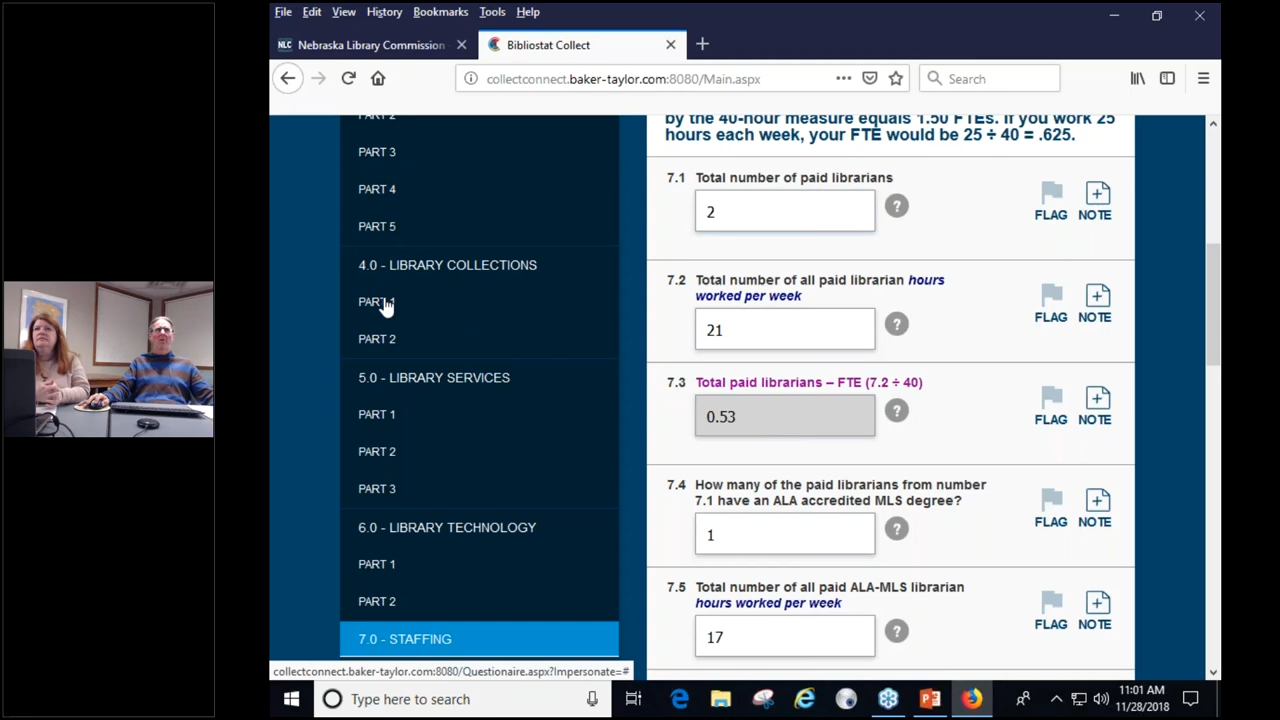 File Edit View History Bookmarks Tools Help
NLC Nebraska Library Commission
Bibliostat Collect
collectconnect.baker-taylor.com:8080/Main.aspx
Search
PART 2
PART 3
PART 4
PART 5
4.0 - LIBRARY COLLECTIONS
PART 1
PART 2
5.0 - LIBRARY SERVICES
PART 1
PART 2
PART 3
6.0 - LIBRARY TECHNOLOGY
PART 1
PART 2
7.0 - STAFFING
by the 40-hour measure equals 1.50 FTEs. If you work 25
hours each week, your FTE would be 25 ÷ 40 = .625.
7.1 Total number of paid librarians
2
?
FLAG NOTE
7.2 Total number of all paid librarian hours
worked per week
21
?
FLAG NOTE
7.3 Total paid librarians – FTE (7.2 ÷ 40)
0.53
?
FLAG NOTE
7.4 How many of the paid librarians from number
7.1 have an ALA accredited MLS degree?
1
?
FLAG NOTE
7.5 Total number of all paid ALA-MLS librarian
hours worked per week
17
?
FLAG NOTE
collectconnect.baker-taylor.com:8080/Questionaire.aspx?Impersonate=#
Type here to search
11:01 AM
11/28/2018